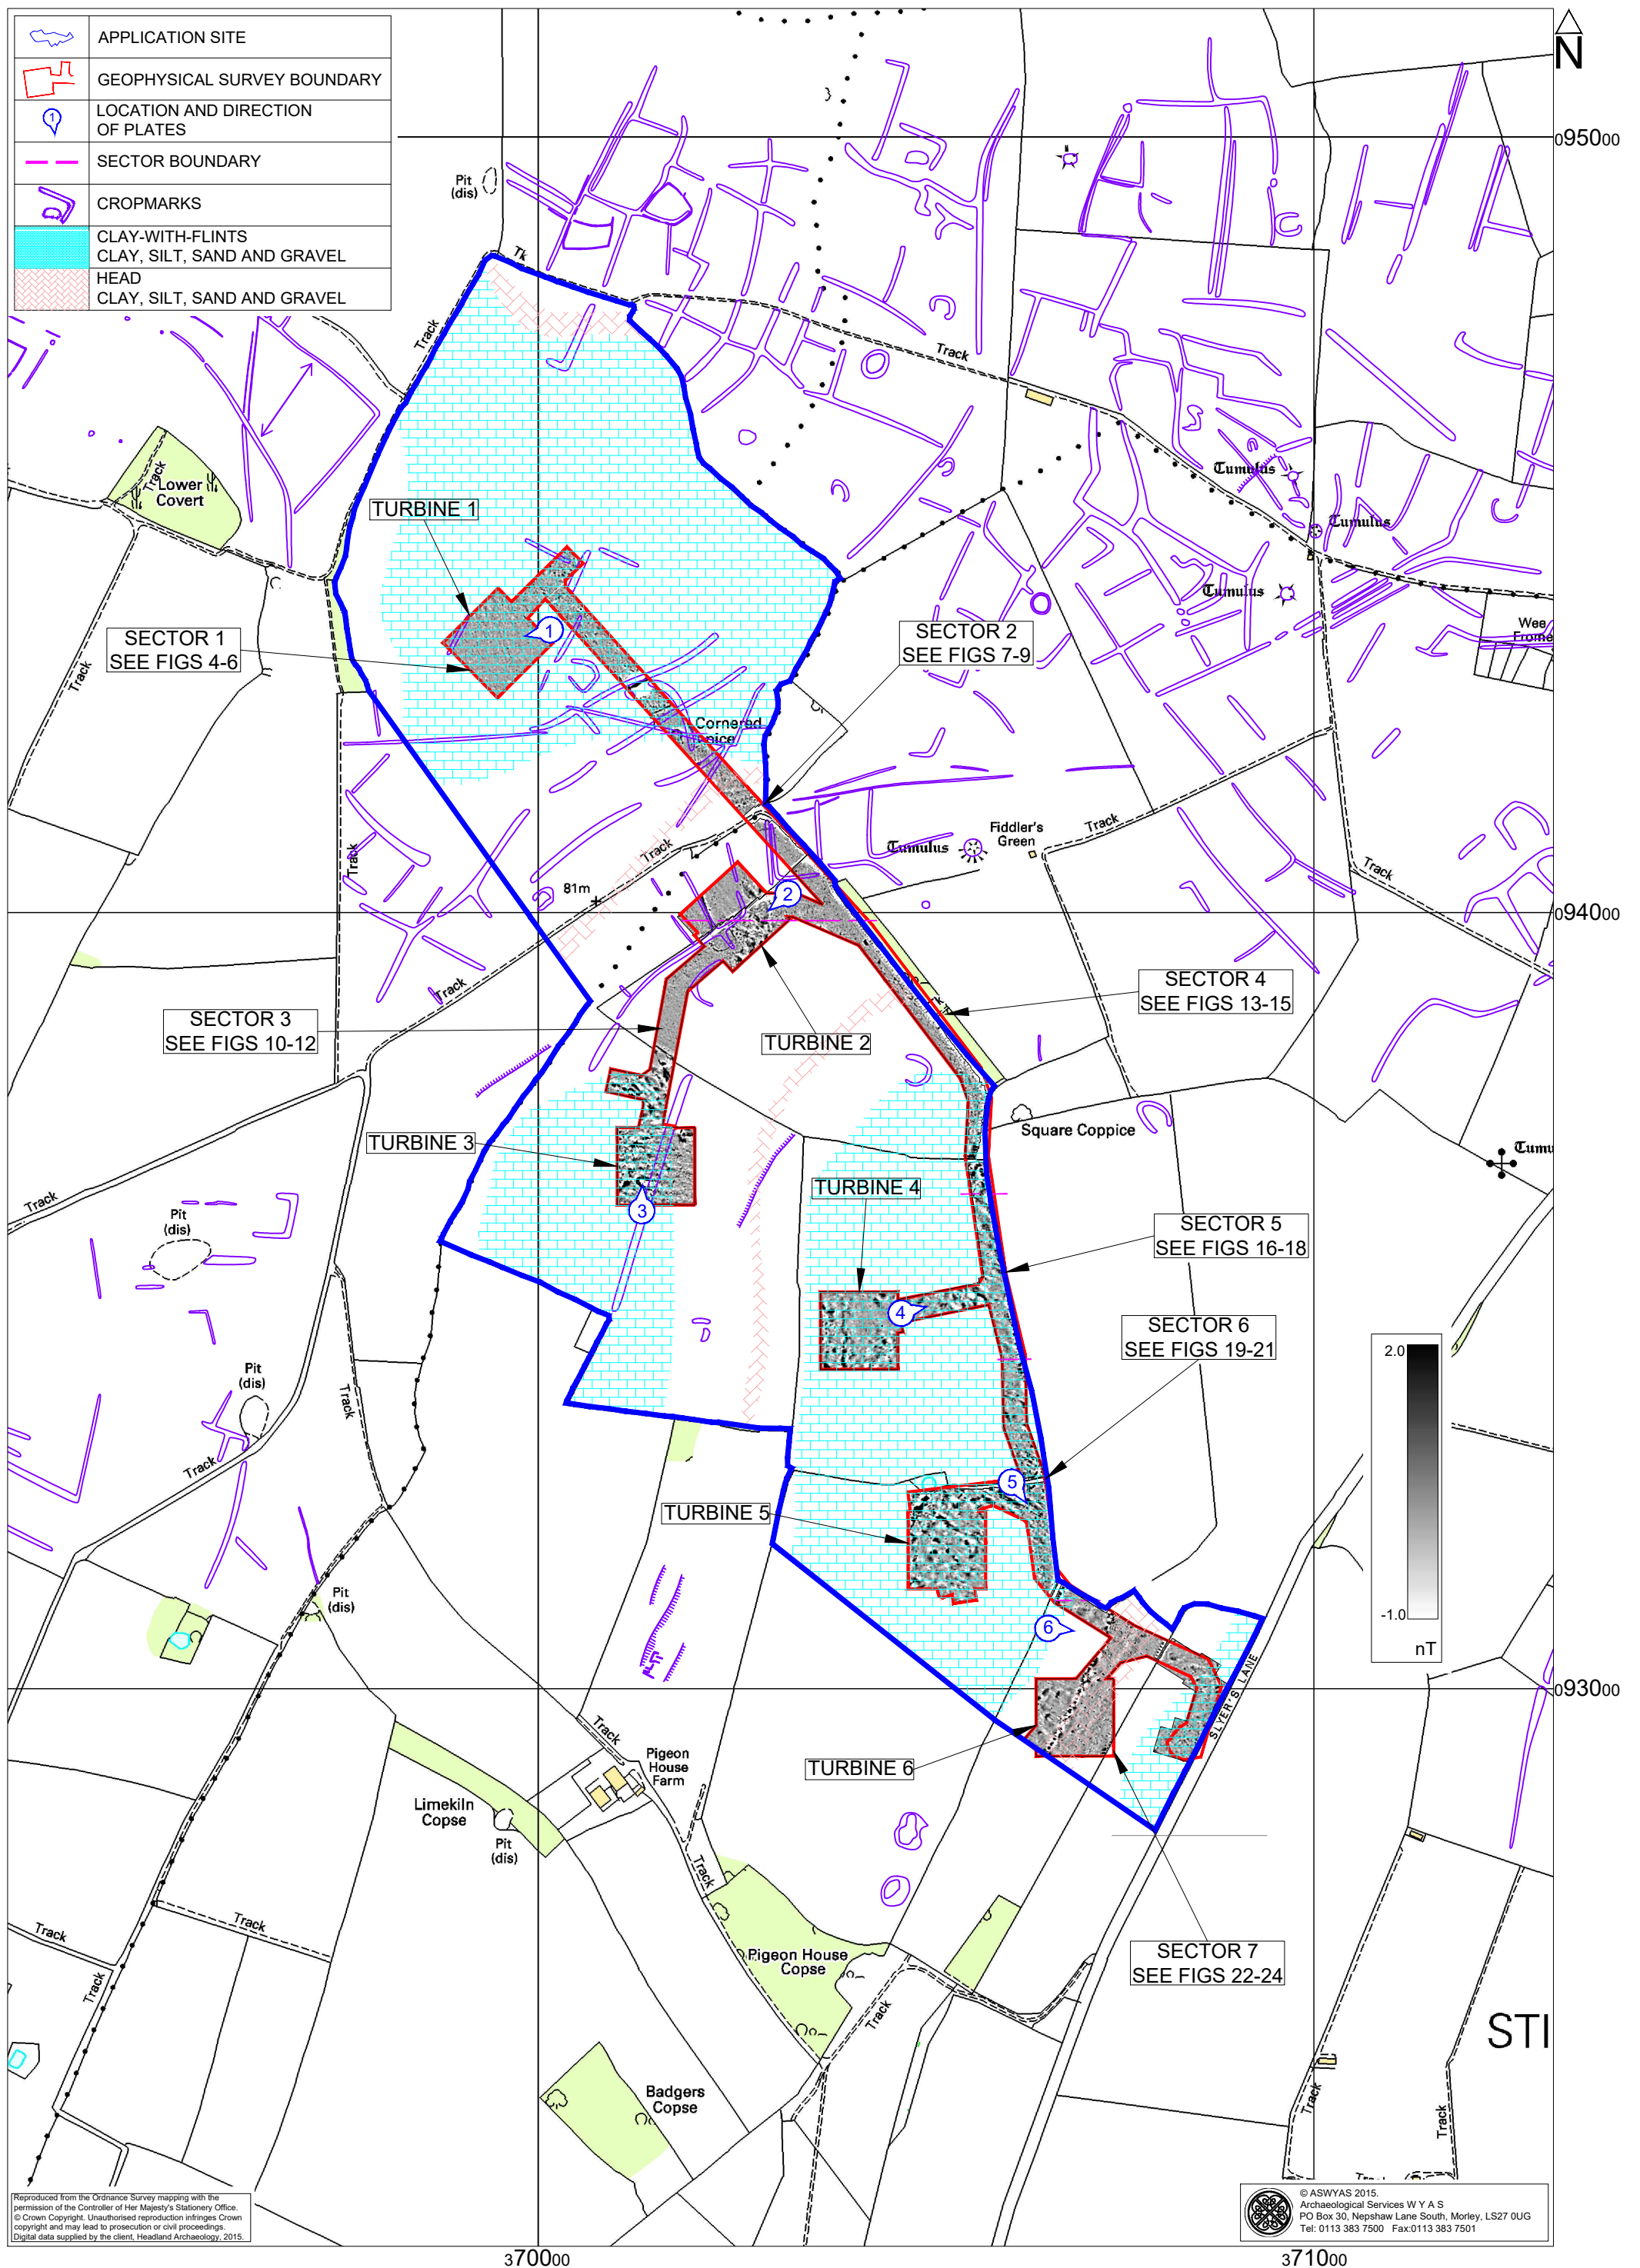 APPLICATION SITE
GEOPHYSICAL SURVEY BOUNDARY
1
LOCATION AND DIRECTION
OF PLATES
SECTOR BOUNDARY
CROPMARKS
CLAY-WITH-FLINTS
CLAY, SILT, SAND AND GRAVEL
HEAD
CLAY, SILT, SAND AND GRAVEL
N
095000
Pit
(dis)
Tk
Track
Track
Track
Lower
Covert
Tumulus
Tumulus
Tumulus
TURBINE 1
1
SECTOR 1
SEE FIGS 4-6
SECTOR 2
SEE FIGS 7-9
Wee
Frome
Track
Cornered
Track
Track
81m
Tumulus
Fiddler's
Green
Track
Track
2
094000
Track
SECTOR 3
SEE FIGS 10-12
TURBINE 2
SECTOR 4
SEE FIGS 13-15
TURBINE 3
Square Coppice
Tumu
Track
3
TURBINE 4
Pit
(dis)
SECTOR 5
SEE FIGS 16-18
4
SECTOR 6
SEE FIGS 19-21
2.0
-1.0
nT
Pit
(dis)
Track
Track
5
TURBINE 5
Pit
(dis)
6
SLYER'S LANE
093000
Track
Pigeon
House
Farm
TURBINE 6
Limekiln
Copse
Pit
(dis)
Track
Track
Track
Pigeon House
Copse
SECTOR 7
SEE FIGS 22-24
Track
Track
STI
Badgers
Copse
Track
Track
Reproduced from the Ordnance Survey mapping with the
permission of the Controller of Her Majesty's Stationery Office.
© Crown Copyright. Unauthorised reproduction infringes Crown
copyright and may lead to prosecution or civil proceedings.
Digital data supplied by the client, Headland Archaeology, 2015.
© ASWYAS 2015.
Archaeological Services W Y A S
PO Box 30, Nepshaw Lane South, Morley, LS27 0UG
Tel: 0113 383 7500 Fax:0113 383 7501
370000
371000